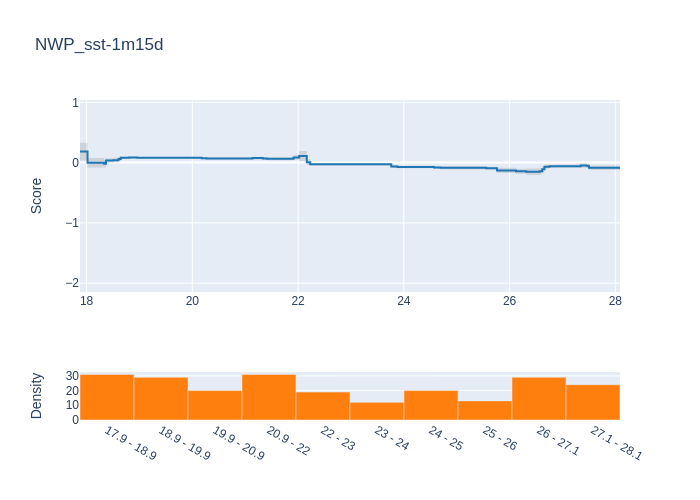 NWP_sst-1m15d
1
0
−1
−2
Score
18
20
22
24
26
28
30
20
10
0
Density
17.9 - 18.9
18.9 - 19.9
19.9 - 20.9
20.9 - 22
22 - 23
23 - 24
24 - 25
25 - 26
26 - 27.1
27.1 - 28.1